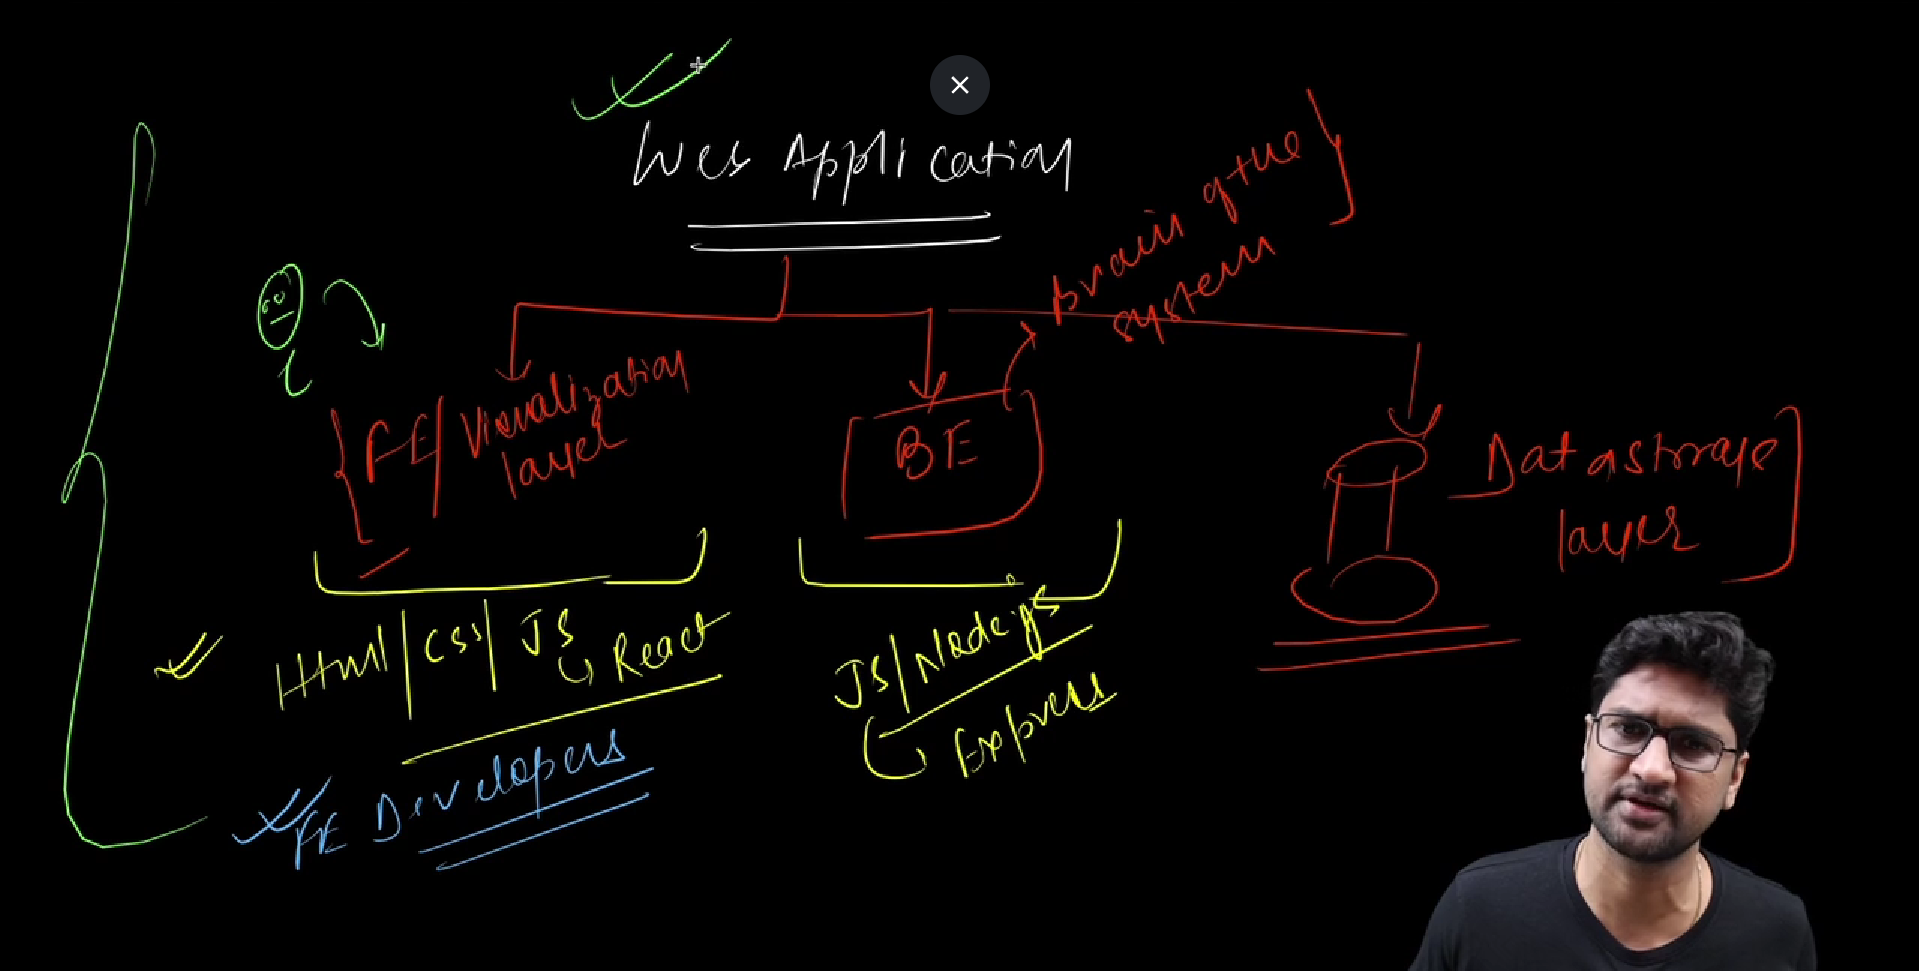 Web Application
brain of the
system
FE/ Visualization
layer
BE
Data storage
layer
Html/CSS/JS
React
JS/Node js
Express
FE Developers